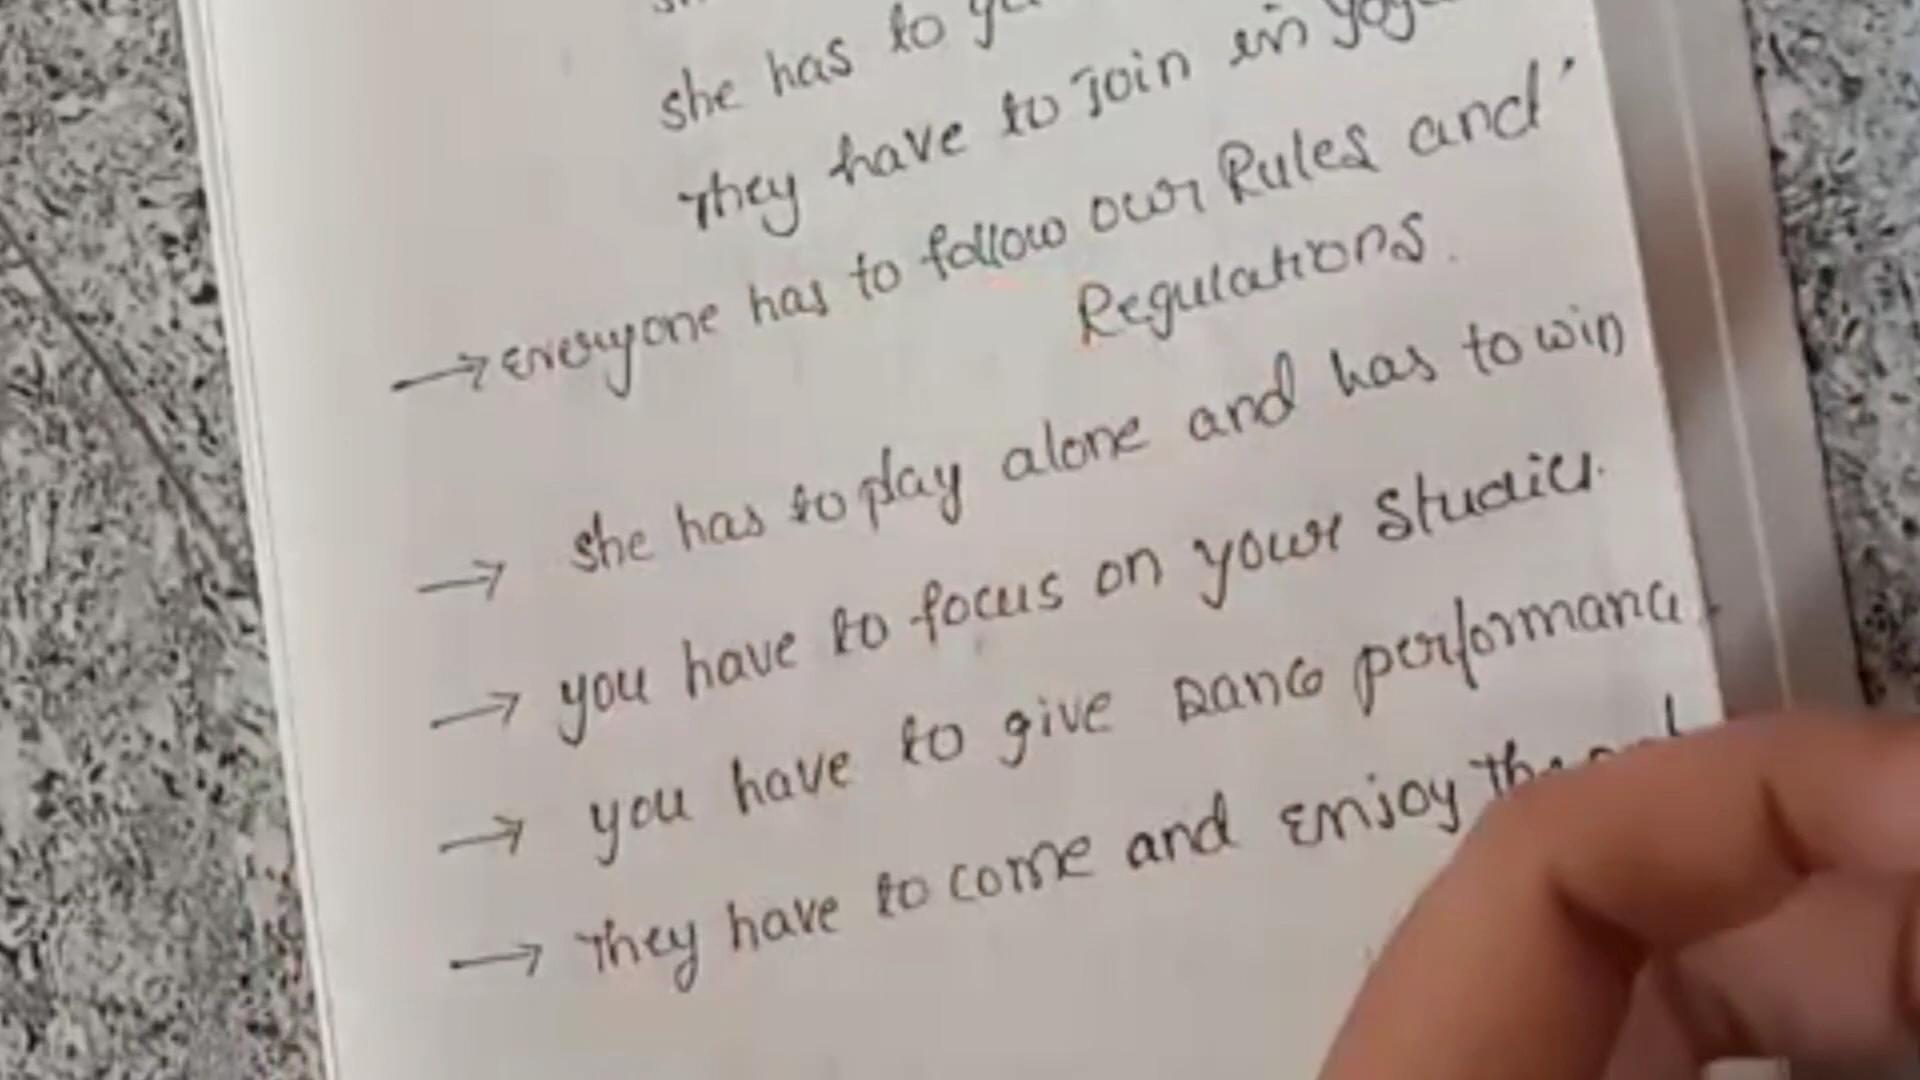 she has to
They have to Join in
→ Everyone has to follow our Rules and
Regulations.
→ she has to play alone and has to win
→ you have to focus on your studies.
→ you have to give Dance performance.
→ They have to come and Enjoy